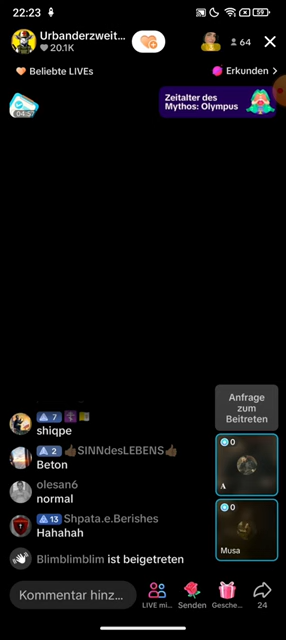 22:23
59
Urbanderzweit...
20.1K
64
Beliebte LIVEs
Erkunden
04:57
Zeitalter des
Mythos: Olympus
Anfrage
zum
Beitreten
7
shiqpe
2 👍🏾SINNdesLEBENS👍🏾
Beton
0
A
olesan6
normal
13 Shpata.e.Berishes
Hahahah
0
Musa
Blimblimblim ist beigetreten
Kommentar hinz...
LIVE mi...
Senden
Gesche...
24